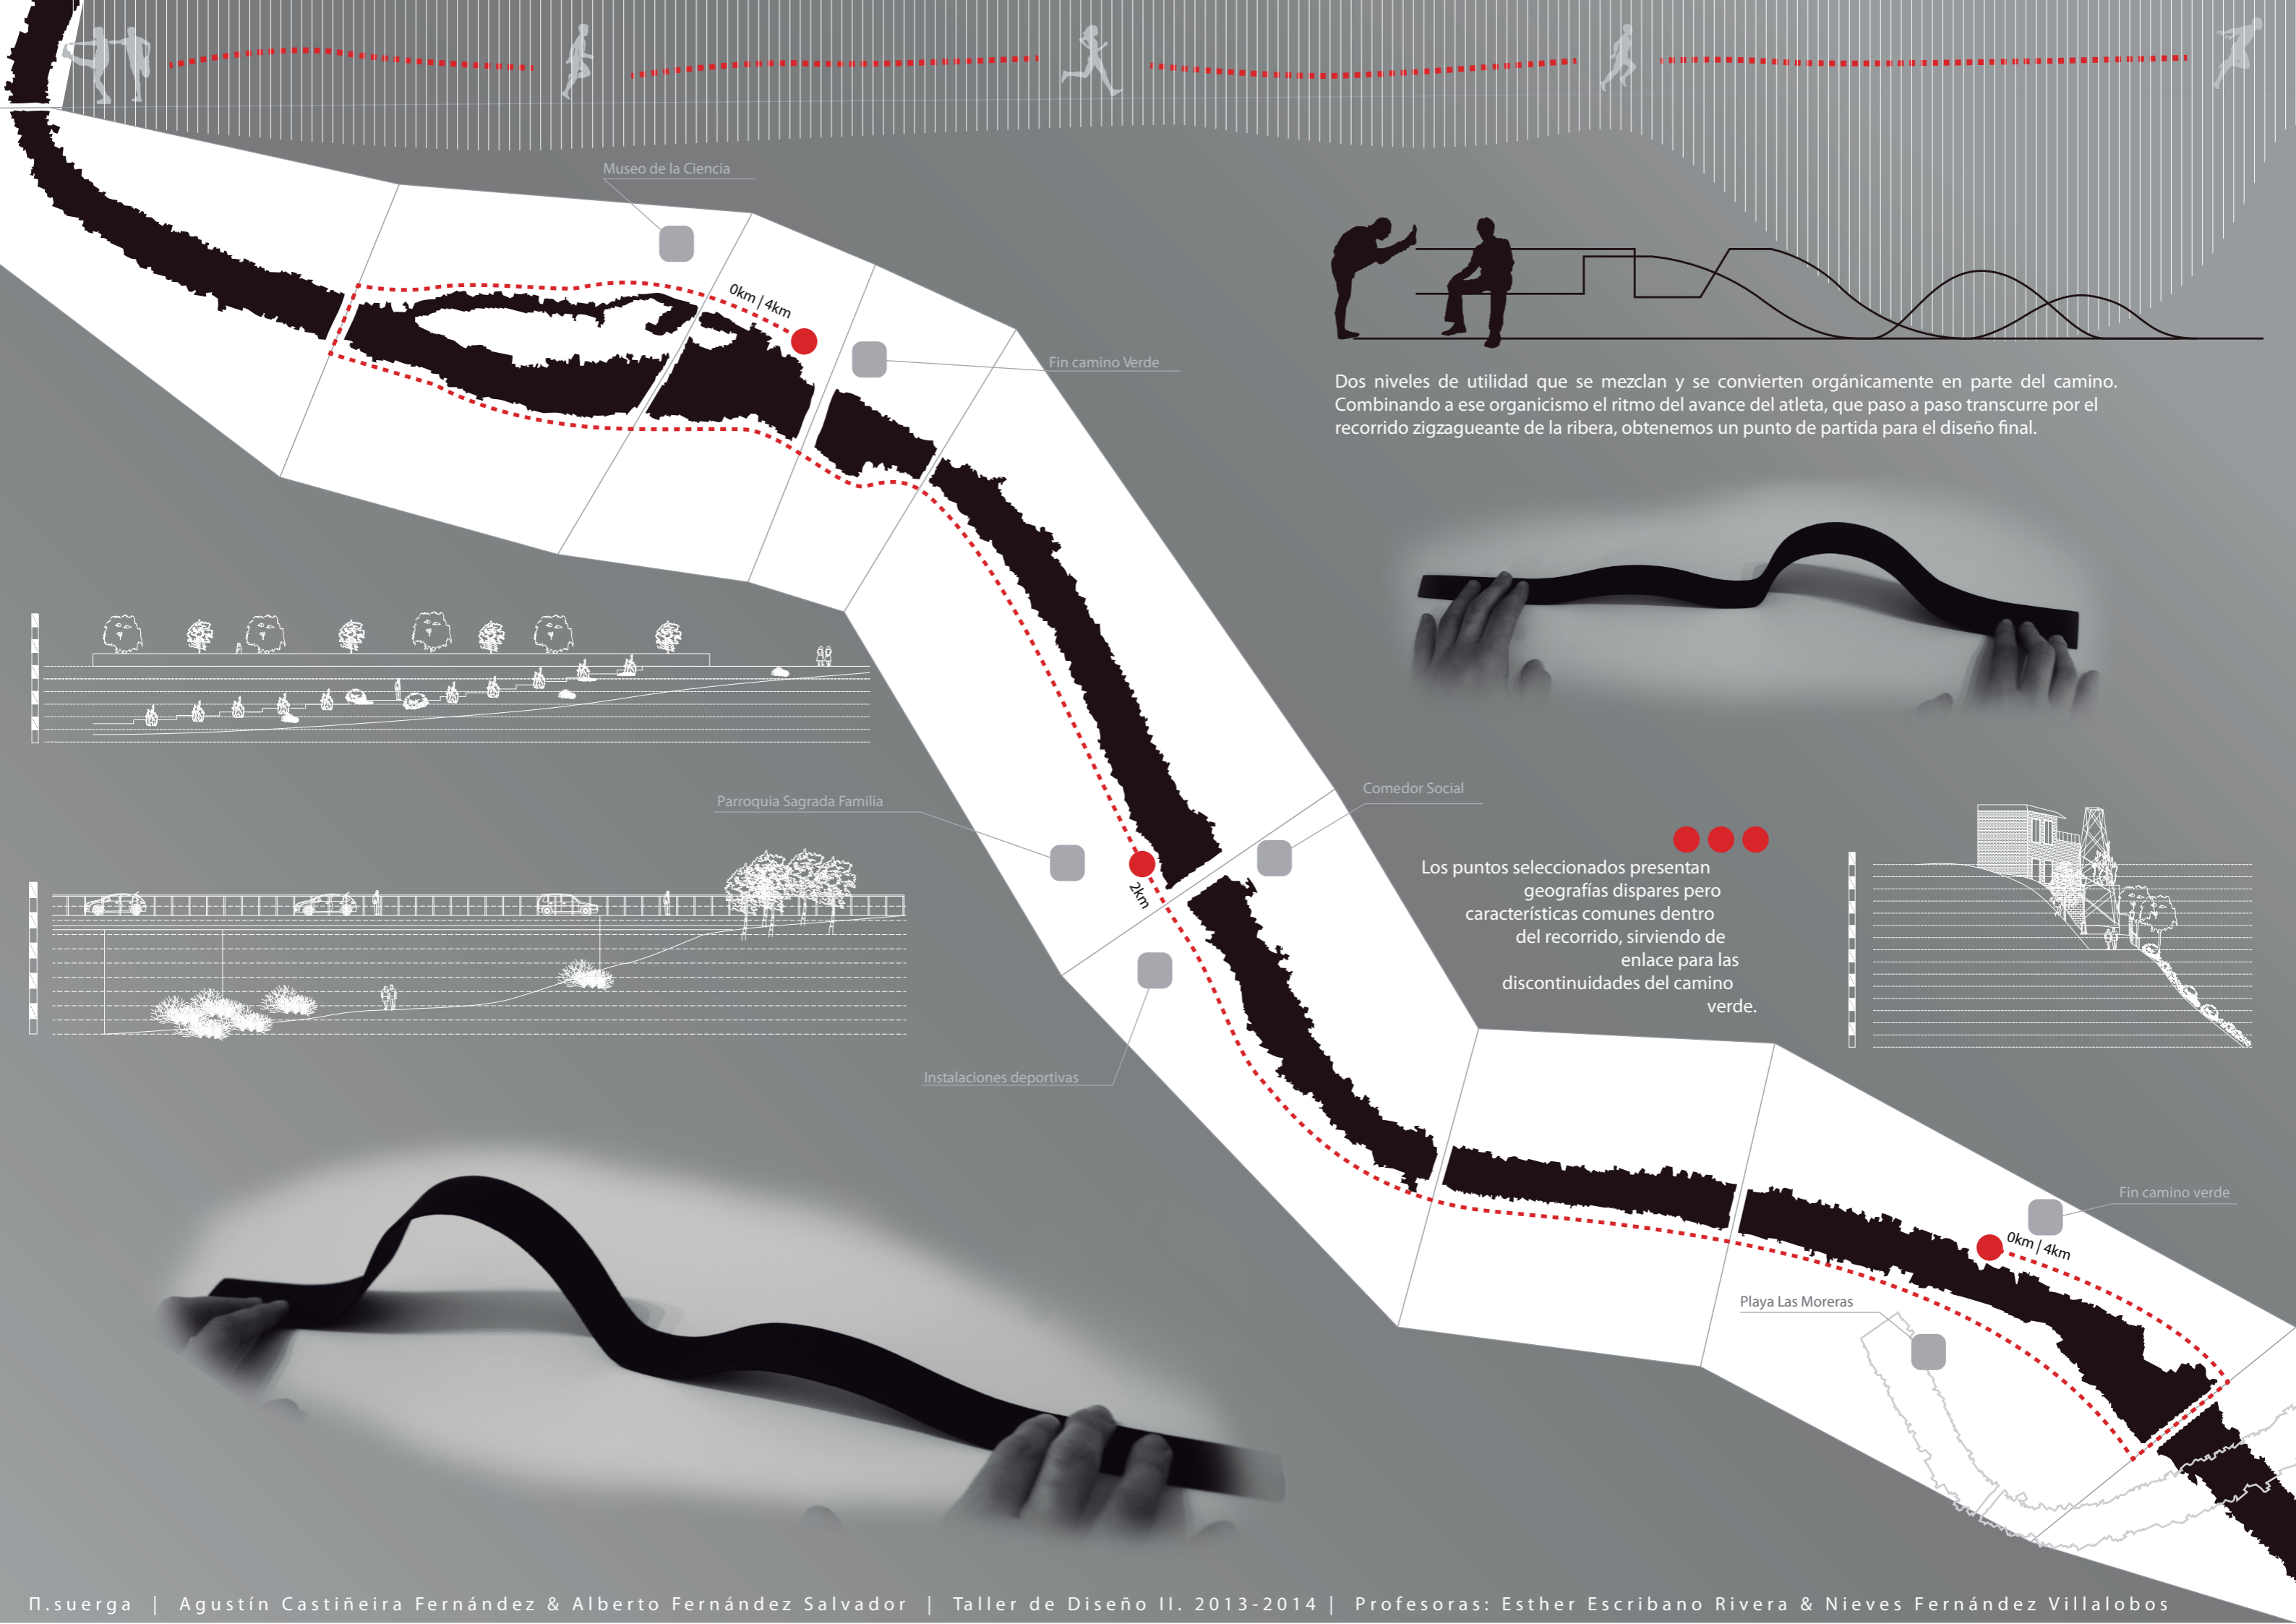 Museo de la Ciencia
0km | 4km
Fin camino Verde
Dos niveles de utilidad que se mezclan y se convierten orgánicamente en parte del camino.
Combinando a ese organicismo el ritmo del avance del atleta, que paso a paso transcurre por el
recorrido zigzagueante de la ribera, obtenemos un punto de partida para el diseño final.
Parroquia Sagrada Familia
Comedor Social
2km
Los puntos seleccionados presentan
geografías dispares pero
características comunes dentro
del recorrido, sirviendo de
enlace para las
discontinuidades del camino
verde.
Instalaciones deportivas
Fin camino verde
0km | 4km
Playa Las Moreras
П.suerga | Agustín Castiñeira Fernández & Alberto Fernández Salvador | Taller de Diseño II. 2013-2014 | Profesoras: Esther Escribano Rivera & Nieves Fernández Villalobos